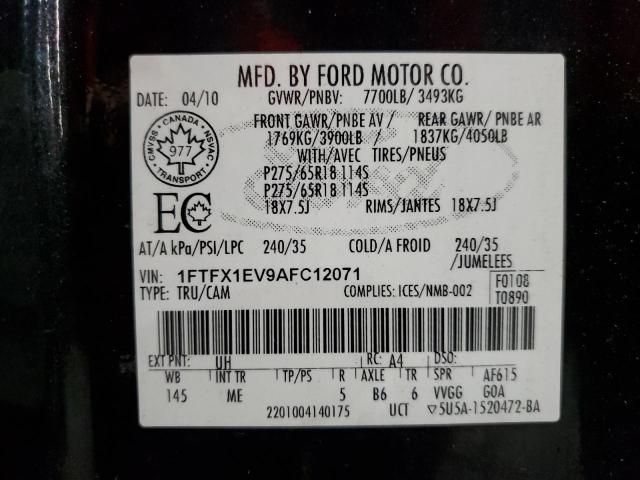 MFD. BY FORD MOTOR CO.
DATE: 04/10 GVWR/PNBV: 7700LB/ 3493KG
FRONT GAWR/PNBE AV / REAR GAWR/ PNBE AR
1769KG/3900LB / 1837KG/4050LB
WITH/AVEC TIRES/PNEUS
P275/65R18 114S
P275/65R18 114S
18X7.5J RIMS/JANTES 18X7.5J
CMVSS · CANADA · NSVAC
977
TRANSPORT
EC
AT/A kPa/PSI/LPC 240/35 COLD/A FROID 240/35
/JUMELEES
VIN: 1FTFX1EV9AFC12071
TYPE: TRU/CAM COMPLIES: ICES/NMB-002
F0108
T0890
EXT PNT: UH RC: A4 DSO:
WB INT TR TP/PS R AXLE TR SPR AF615
145 ME 5 B6 6 VVGG G0A
2201004140175 UCT ▽5U5A-1520472-BA